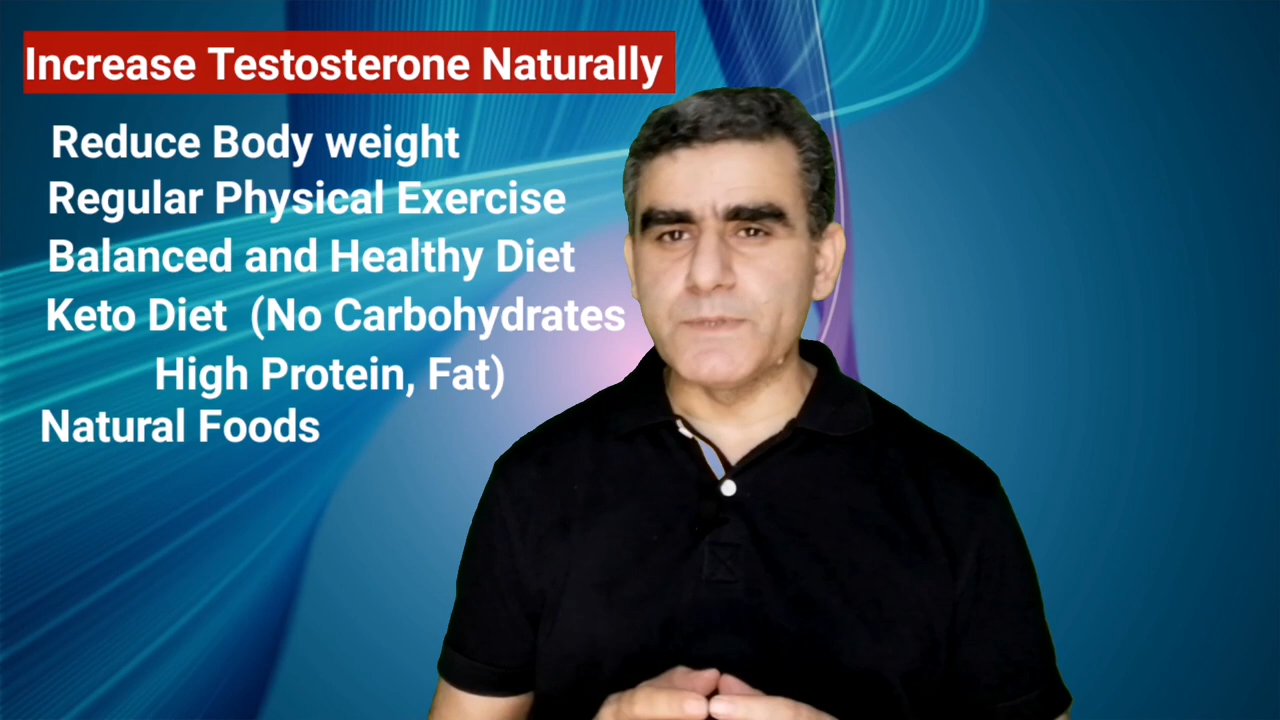 Increase Testosterone Naturally
Reduce Body weight
Regular Physical Exercise
Balanced and Healthy Diet
Keto Diet (No Carbohydrates
High Protein, Fat)
Natural Foods